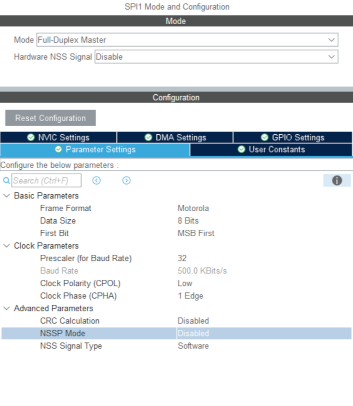 SPI1 Mode and Configuration
Mode
Mode Full-Duplex Master
Hardware NSS Signal Disable
Configuration
Reset Configuration
NVIC Settings DMA Settings GPIO Settings
Parameter Settings User Constants
Configure the below parameters :
Search (Ctrl+F)
Basic Parameters
Frame Format Motorola
Data Size 8 Bits
First Bit MSB First
Clock Parameters
Prescaler (for Baud Rate) 32
Baud Rate 500.0 KBits/s
Clock Polarity (CPOL) Low
Clock Phase (CPHA) 1 Edge
Advanced Parameters
CRC Calculation Disabled
NSSP Mode Disabled
NSS Signal Type Software